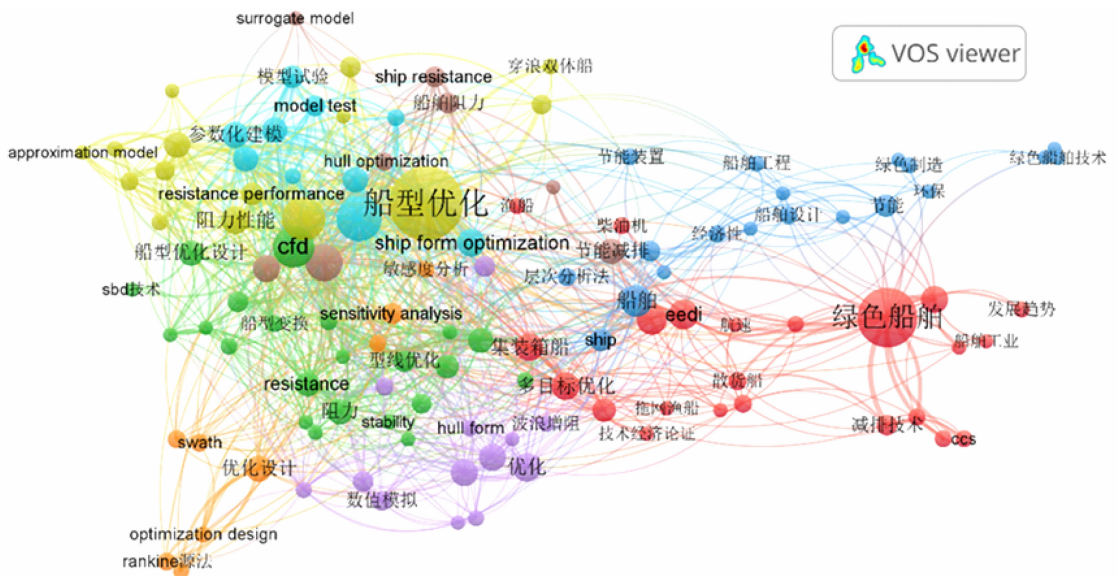 surrogate model
VOS viewer
模型试验
ship resistance
穿浪双体船
model test
船舶阻力
参数化建模
approximation model
hull optimization
节能装置
船舶工程
绿色制造
绿色船舶技术
resistance performance
船型优化
渔船
环保
节能
阻力性能
柴油机
船舶设计
船型优化设计
cfd
ship form optimization
节能减排
经济性
敏感度分析
层次分析法
sbd技术
船舶
绿色船舶
发展趋势
船型变换
sensitivity analysis
eedi
航速
ship
集装箱船
船舶工业
型线优化
resistance
多目标优化
散货船
阻力
stability
hull form
波浪增阻
拖网渔船
技术经济论证
减排技术
ccs
swath
优化设计
优化
数值模拟
optimization design
rankine源法